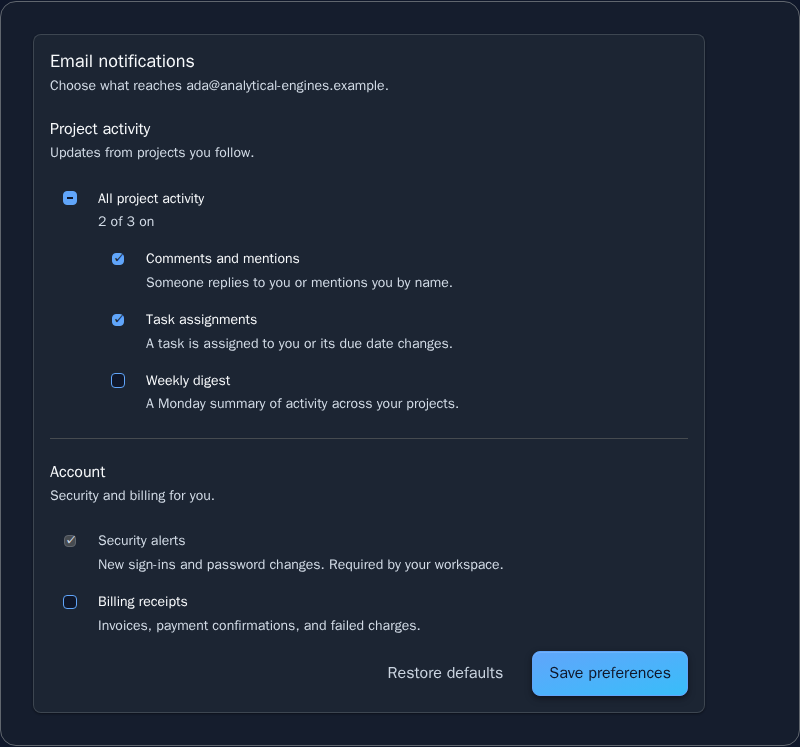 Email notifications
Choose what reaches ada@analytical-engines.example.
Project activity
Updates from projects you follow.
All project activity
2 of 3 on
Comments and mentions
Someone replies to you or mentions you by name.
Task assignments
A task is assigned to you or its due date changes.
Weekly digest
A Monday summary of activity across your projects.
Account
Security and billing for you.
Security alerts
New sign-ins and password changes. Required by your workspace.
Billing receipts
Invoices, payment confirmations, and failed charges.
Restore defaults
Save preferences